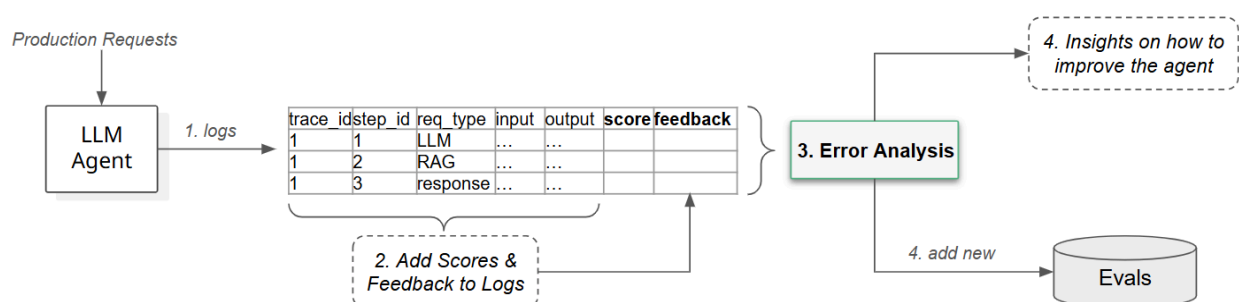 Production Requests
LLM
Agent
1. logs
trace_id step_id req_type input output score feedback
1 1 LLM ... ...
1 2 RAG ... ...
1 3 response ... ...
2. Add Scores &
Feedback to Logs
3. Error Analysis
4. Insights on how to
improve the agent
4. add new
Evals